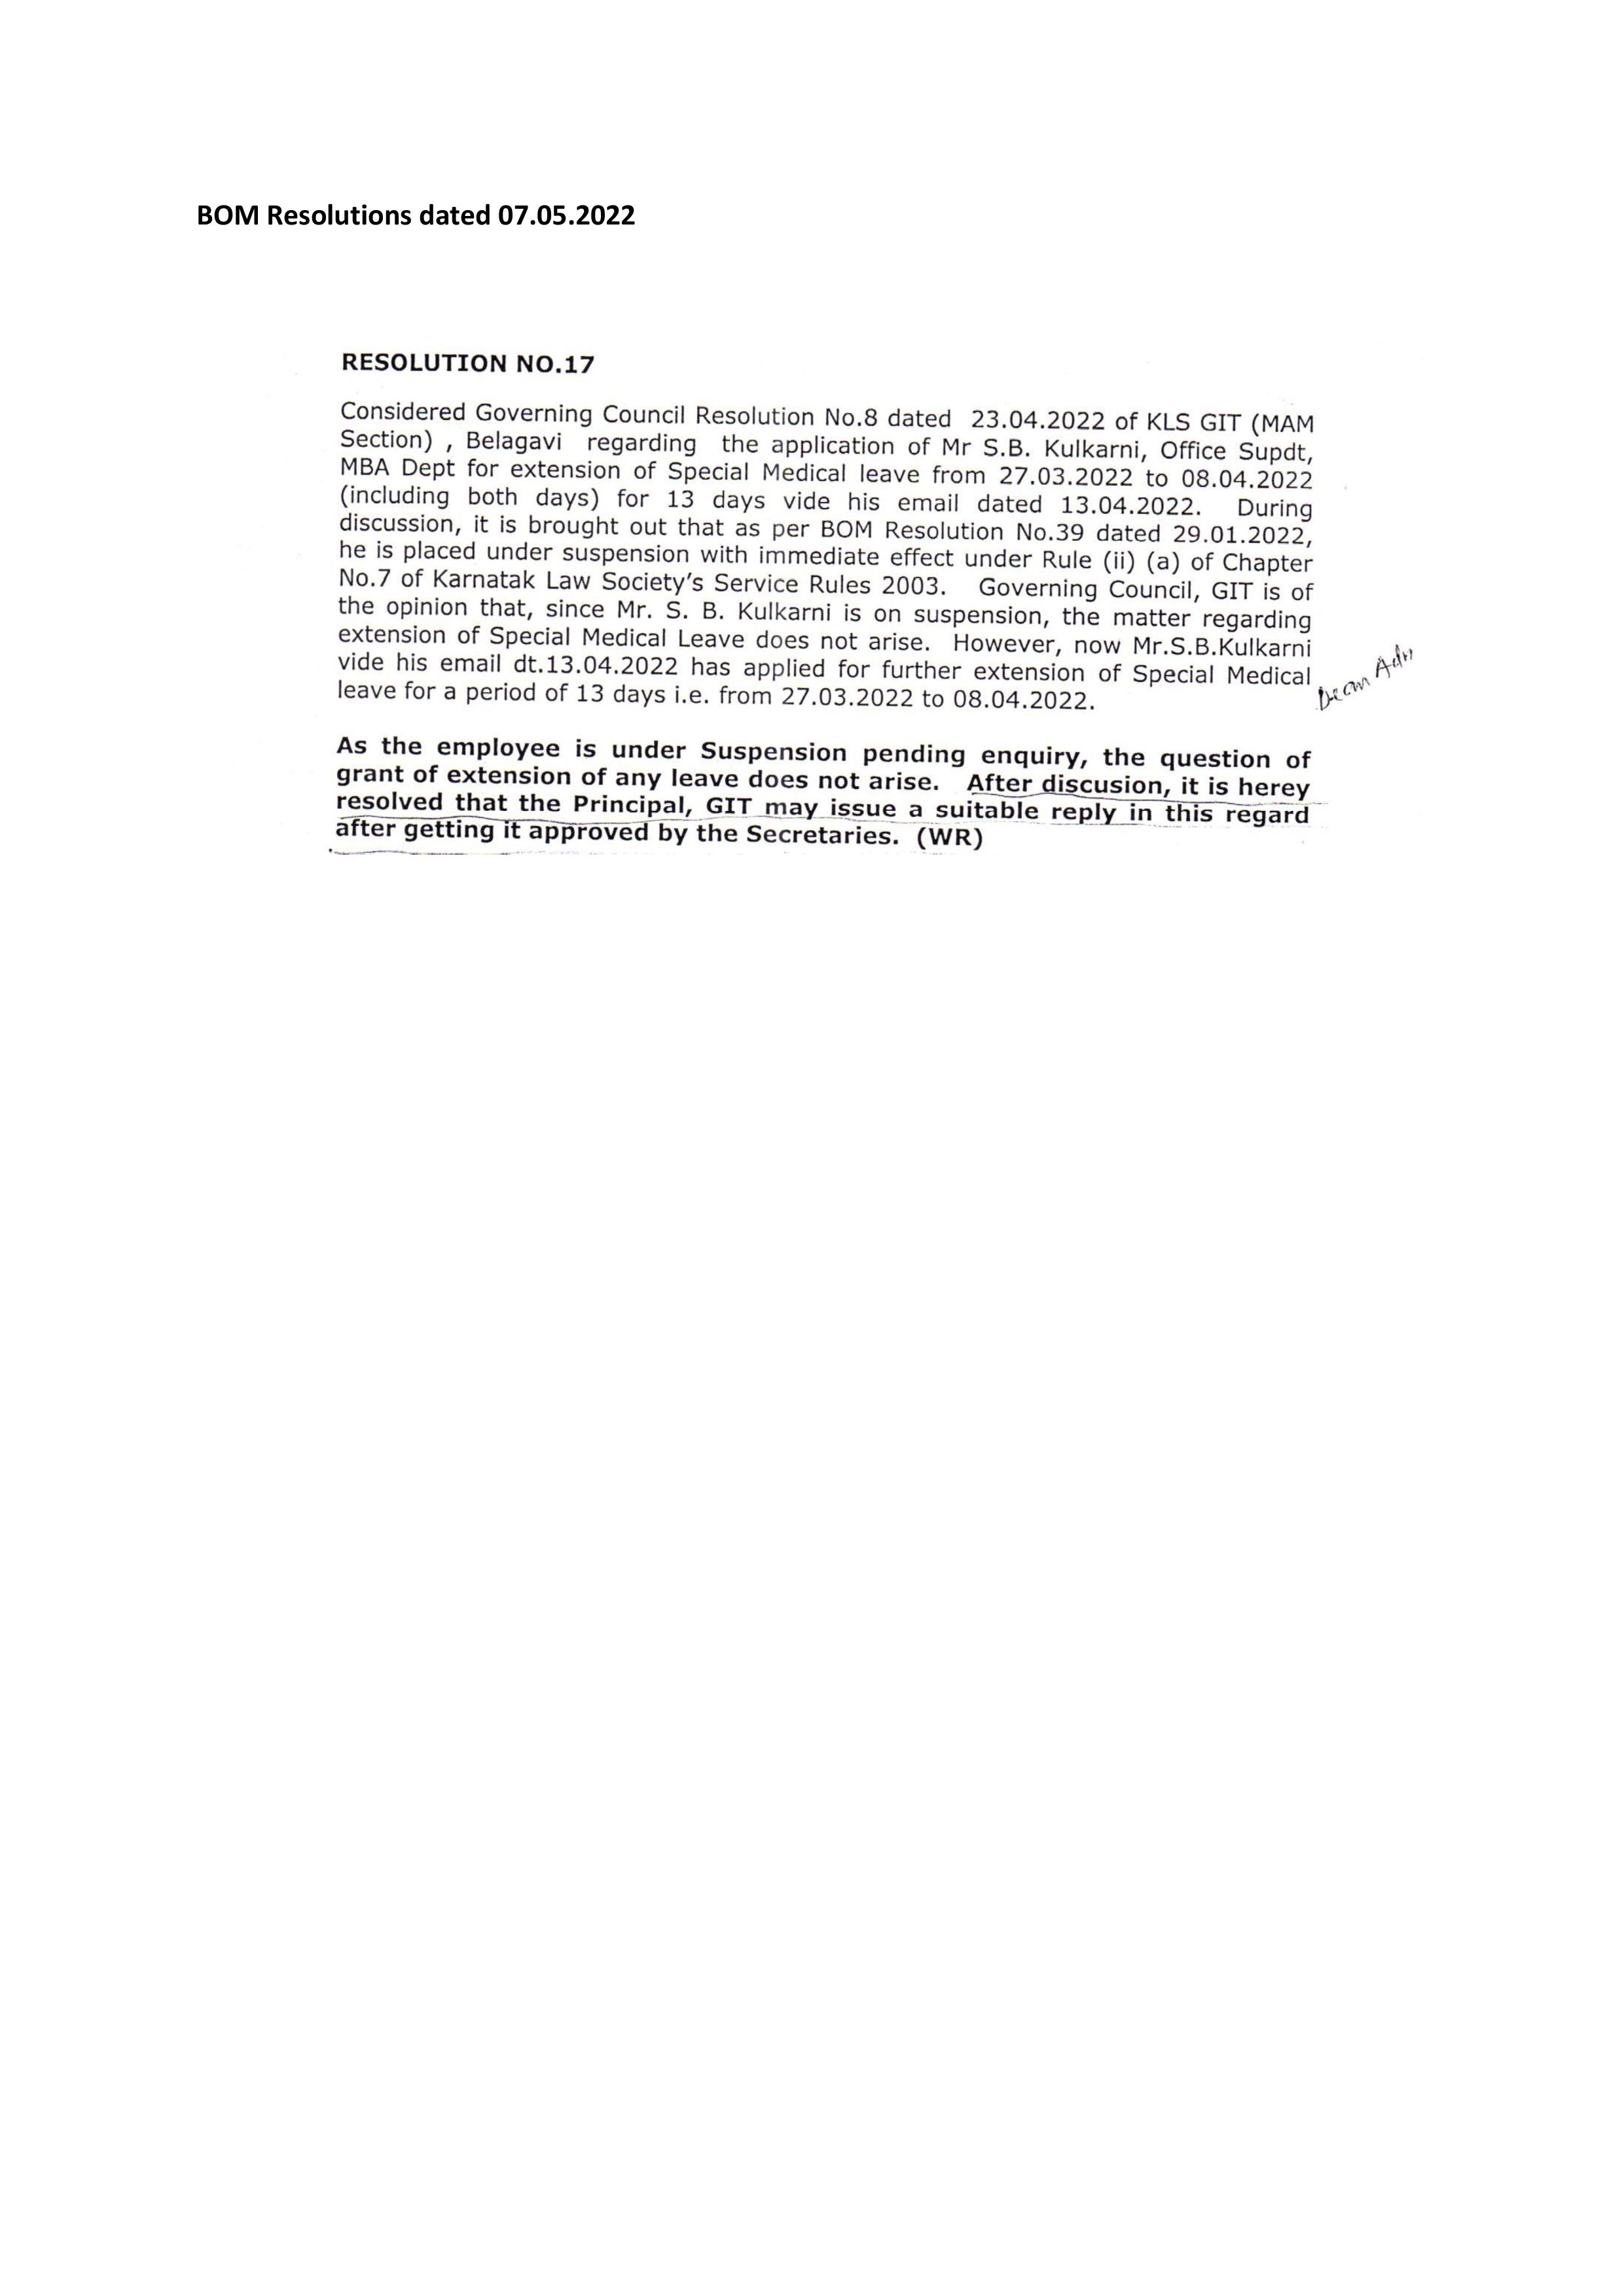 BOM Resolutions dated 07.05.2022
RESOLUTION NO.17
Considered Governing Council Resolution No.8 dated 23.04.2022 of KLS GIT (MAM
Section) , Belagavi regarding the application of Mr S.B. Kulkarni, Office Supdt,
MBA Dept for extension of Special Medical leave from 27.03.2022 to 08.04.2022
(including both days) for 13 days vide his email dated 13.04.2022. During
discussion, it is brought out that as per BOM Resolution No.39 dated 29.01.2022,
he is placed under suspension with immediate effect under Rule (ii) (a) of Chapter
No.7 of Karnatak Law Society's Service Rules 2003. Governing Council, GIT is of
the opinion that, since Mr. S. B. Kulkarni is on suspension, the matter regarding
extension of Special Medical Leave does not arise. However, now Mr.S.B.Kulkarni
vide his email dt.13.04.2022 has applied for further extension of Special Medical
leave for a period of 13 days i.e. from 27.03.2022 to 08.04.2022.
Dean Adm
As the employee is under Suspension pending enquiry, the question of
grant of extension of any leave does not arise. After discusion, it is herey
resolved that the Principal, GIT may issue a suitable reply in this regard
after getting it approved by the Secretaries. (WR)